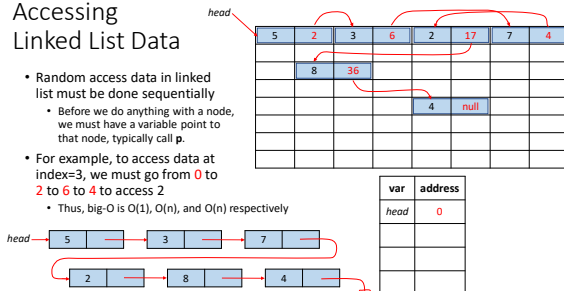 Accessing
Linked List Data
head
5 2 3 6 2 17 7 4
8 36
4 null
• Random access data in linked
list must be done sequentially
• Before we do anything with a node,
we must have a variable point to
that node, typically call p.
• For example, to access data at
index=3, we must go from 0 to
2 to 6 to 4 to access 2
• Thus, big-O is O(1), O(n), and O(n) respectively
var address
head 0
head 5 3 7
2 8 4